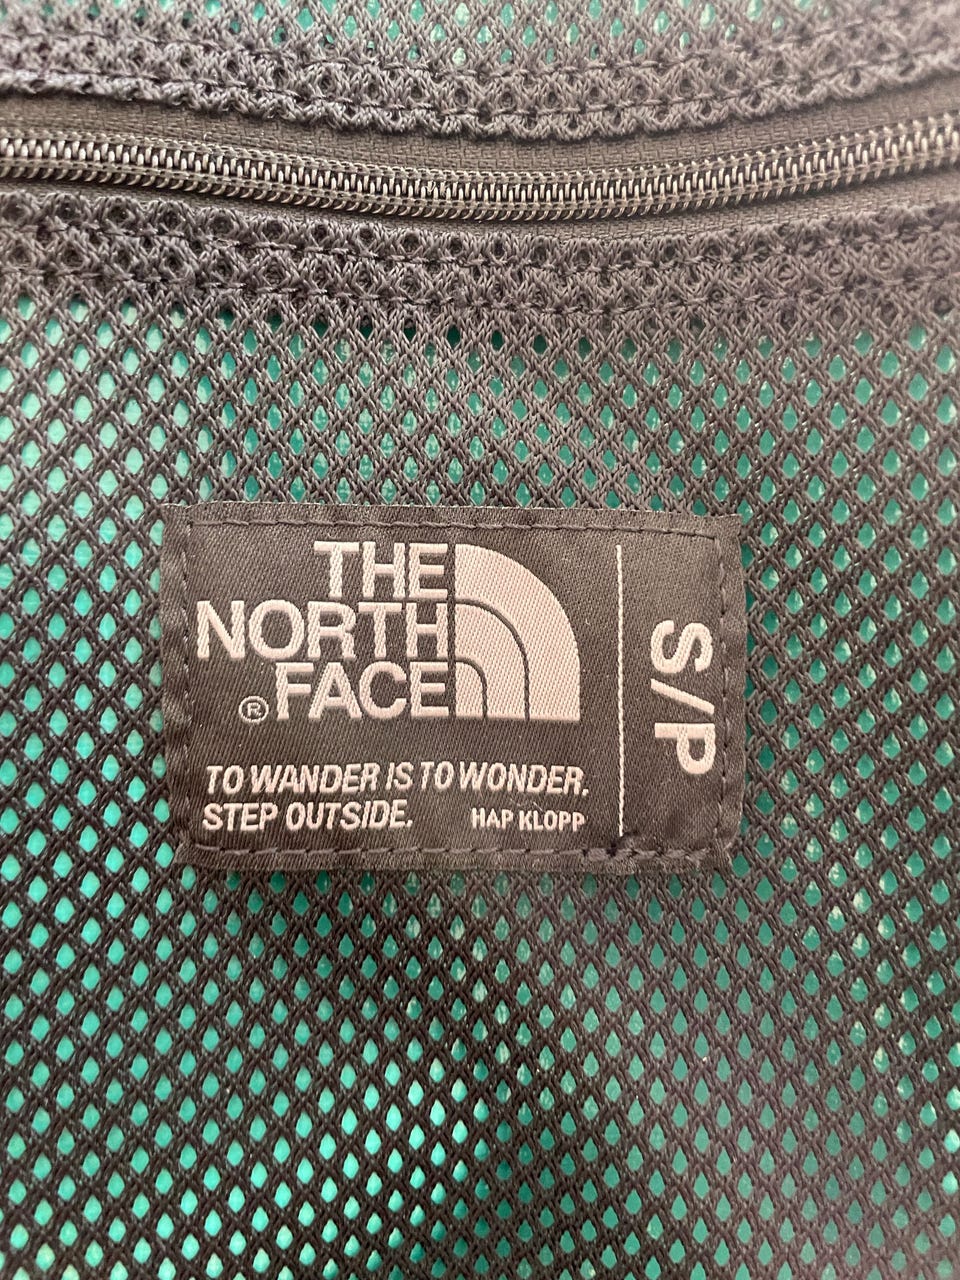 THE
NORTH
® FACE
TO WANDER IS TO WONDER.
STEP OUTSIDE. HAP KLOPP
S/P